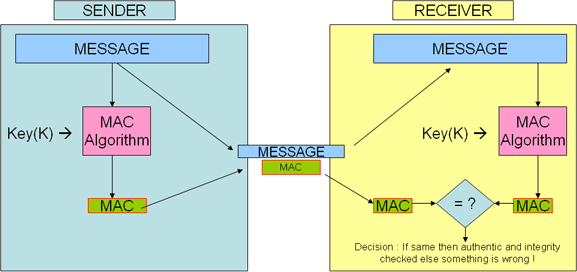 SENDER
MESSAGE
Key(K) →
MAC
Algorithm
MAC
MESSAGE
MAC
RECEIVER
MESSAGE
Key(K) →
MAC
Algorithm
MAC
= ?
MAC
Decision : If same then authentic and integrity
checked else something is wrong !